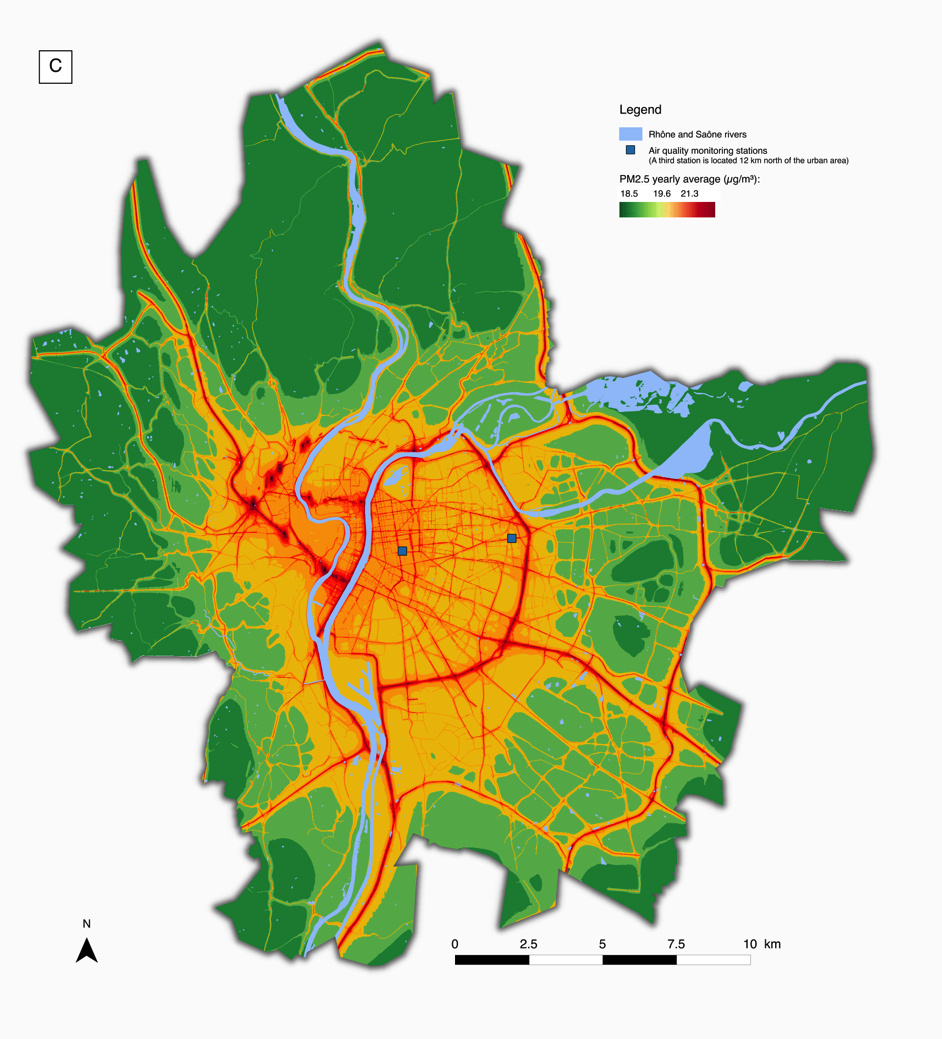 C
Legend
Rhône and Saône rivers
Air quality monitoring stations
(A third station is located 12 km north of the urban area)
PM2.5 yearly average (µg/m³):
18.5 19.6 21.3
N
0 2.5 5 7.5 10 km